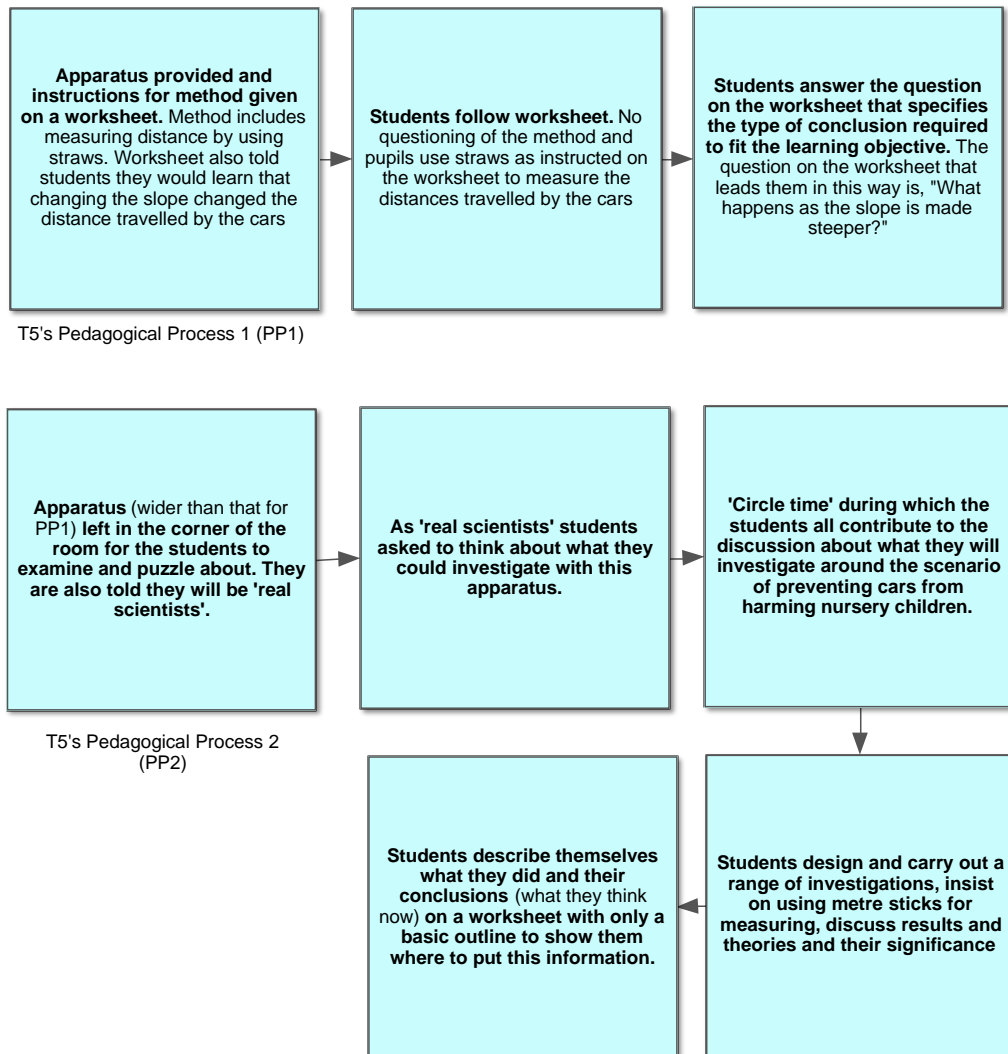 Apparatus provided and
instructions for method given
on a worksheet. Method includes
measuring distance by using
straws. Worksheet also told
students they would learn that
changing the slope changed the
distance travelled by the cars
Students follow worksheet. No
questioning of the method and
pupils use straws as instructed on
the worksheet to measure the
distances travelled by the cars
Students answer the question
on the worksheet that specifies
the type of conclusion required
to fit the learning objective. The
question on the worksheet that
leads them in this way is, "What
happens as the slope is made
steeper?"
T5's Pedagogical Process 1 (PP1)
Apparatus (wider than that for
PP1) left in the corner of the
room for the students to
examine and puzzle about. They
are also told they will be 'real
scientists'.
As 'real scientists' students
asked to think about what they
could investigate with this
apparatus.
'Circle time' during which the
students all contribute to the
discussion about what they will
investigate around the scenario
of preventing cars from
harming nursery children.
T5's Pedagogical Process 2
(PP2)
Students design and carry out a
range of investigations, insist
on using metre sticks for
measuring, discuss results and
theories and their significance
Students describe themselves
what they did and their
conclusions (what they think
now) on a worksheet with only a
basic outline to show them
where to put this information.